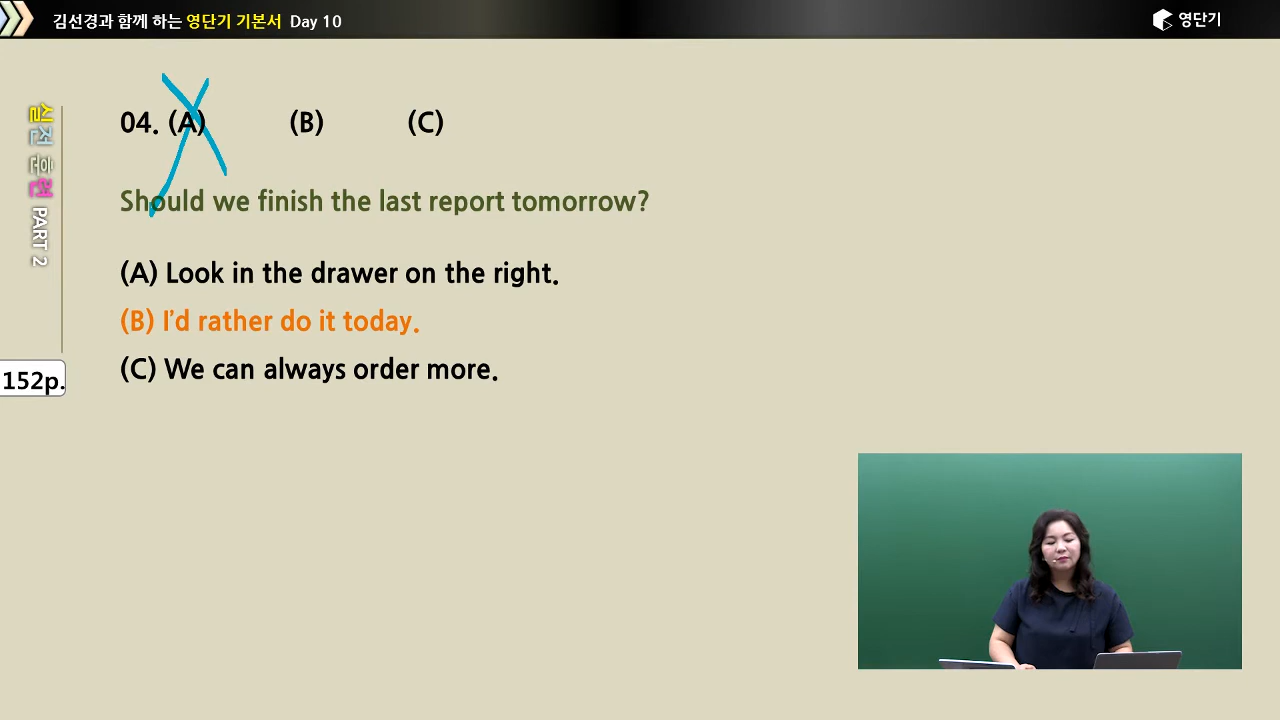 김선경과 함께 하는 영단기 기본서 Day 10
영단기
실전 훈련 PART 2
04. (A) (B) (C)
Should we finish the last report tomorrow?
(A) Look in the drawer on the right.
(B) I'd rather do it today.
(C) We can always order more.
152p.